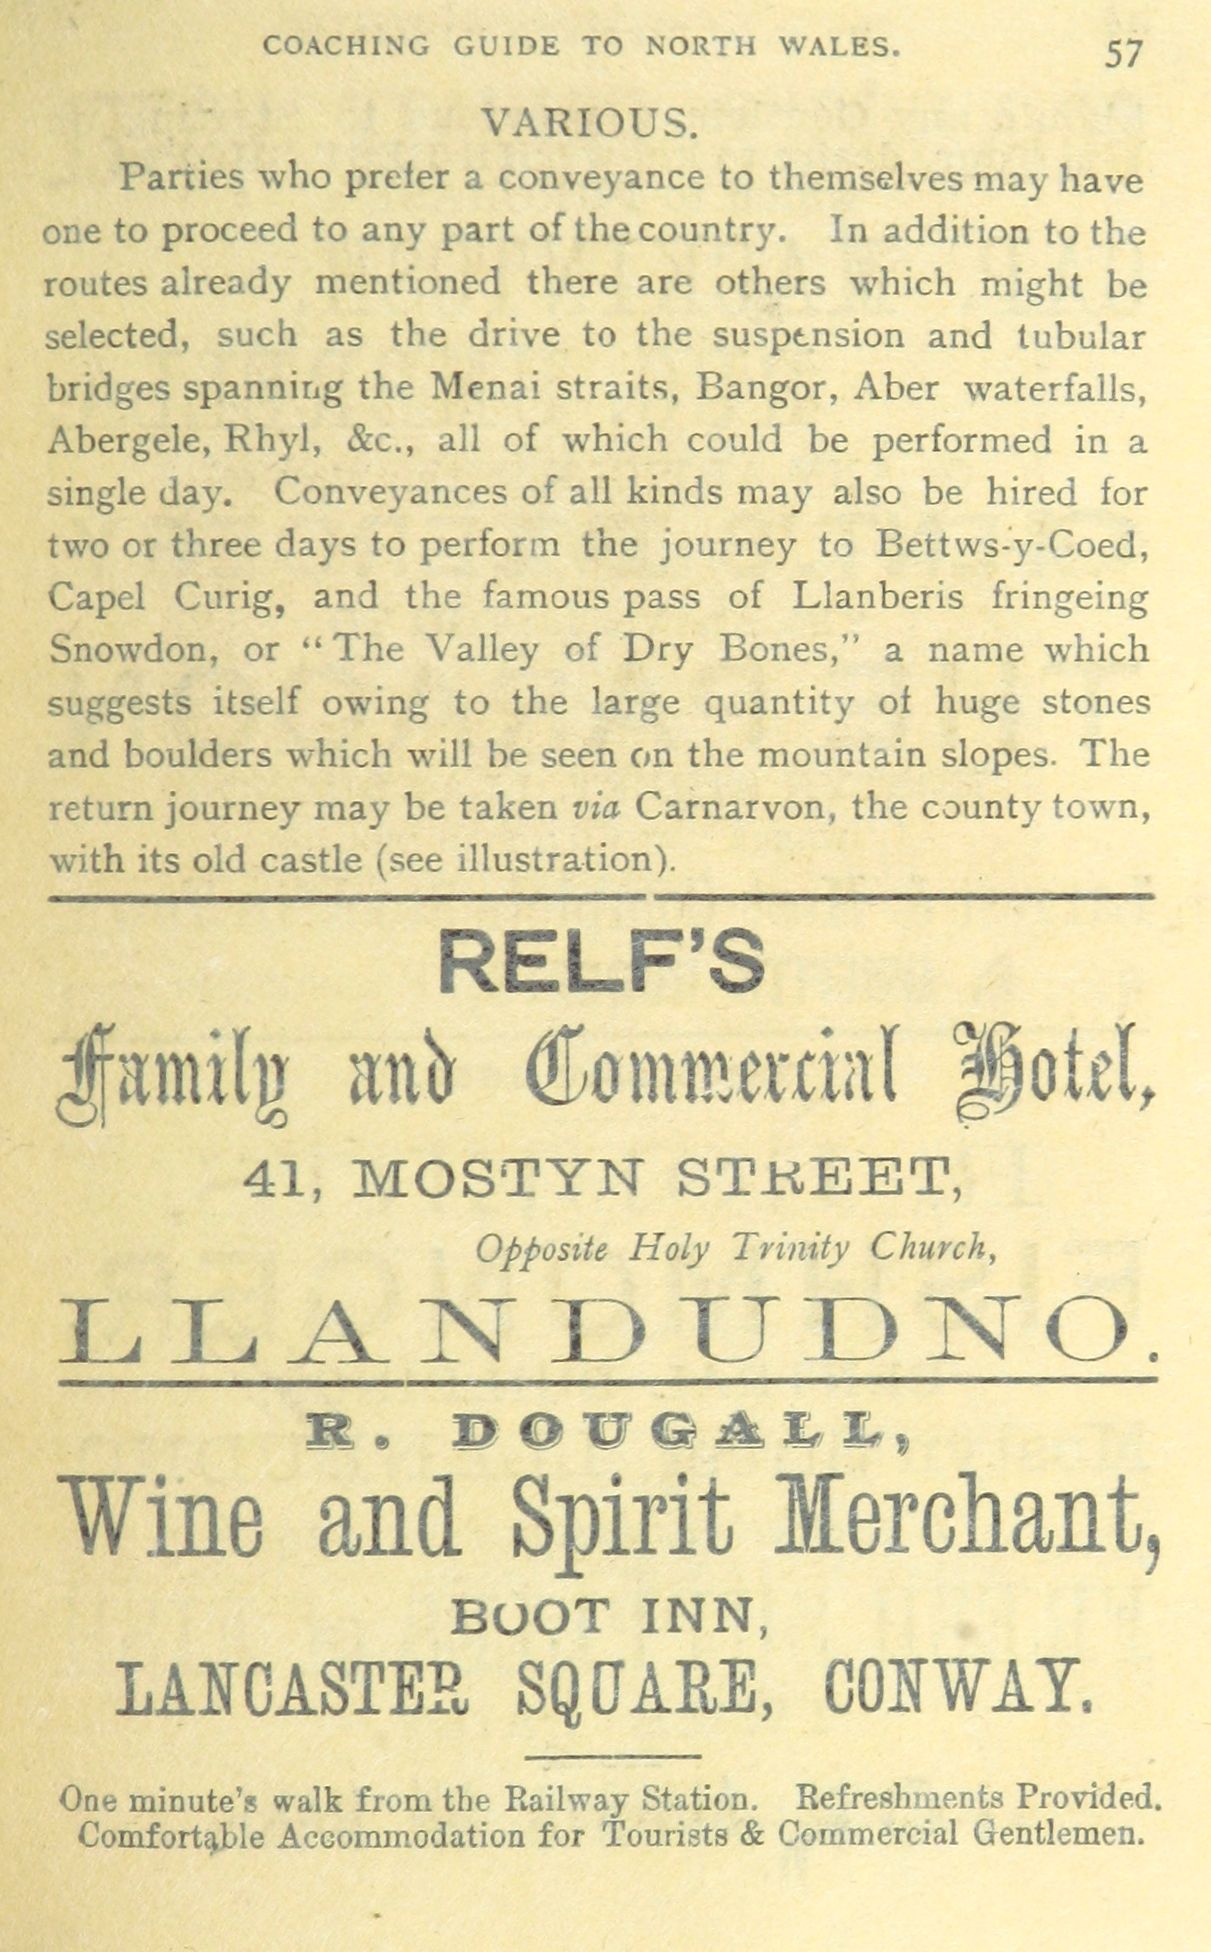 COACHING GUIDE TO NORTH WALES. 57
VARIOUS.
Parties who prefer a conveyance to themselves may have
one to proceed to any part of the country. In addition to the
routes already mentioned there are others which might be
selected, such as the drive to the suspension and tubular
bridges spanning the Menai straits, Bangor, Aber waterfalls,
Abergele, Rhyl, &c., all of which could be performed in a
single day. Conveyances of all kinds may also be hired for
two or three days to perform the journey to Bettws-y-Coed,
Capel Curig, and the famous pass of Llanberis fringeing
Snowdon, or "The Valley of Dry Bones," a name which
suggests itself owing to the large quantity of huge stones
and boulders which will be seen on the mountain slopes. The
return journey may be taken via Carnarvon, the county town,
with its old castle (see illustration).
RELF'S
Family and Commercial Hotel,
41, MOSTYN STREET,
Opposite Holy Trinity Church,
LLANDUDNO.
R. DOUGALL,
Wine and Spirit Merchant,
BOOT INN,
LANCASTER SQUARE, CONWAY.
One minute's walk from the Railway Station. Refreshments Provided.
Comfortable Accommodation for Tourists & Commercial Gentlemen.